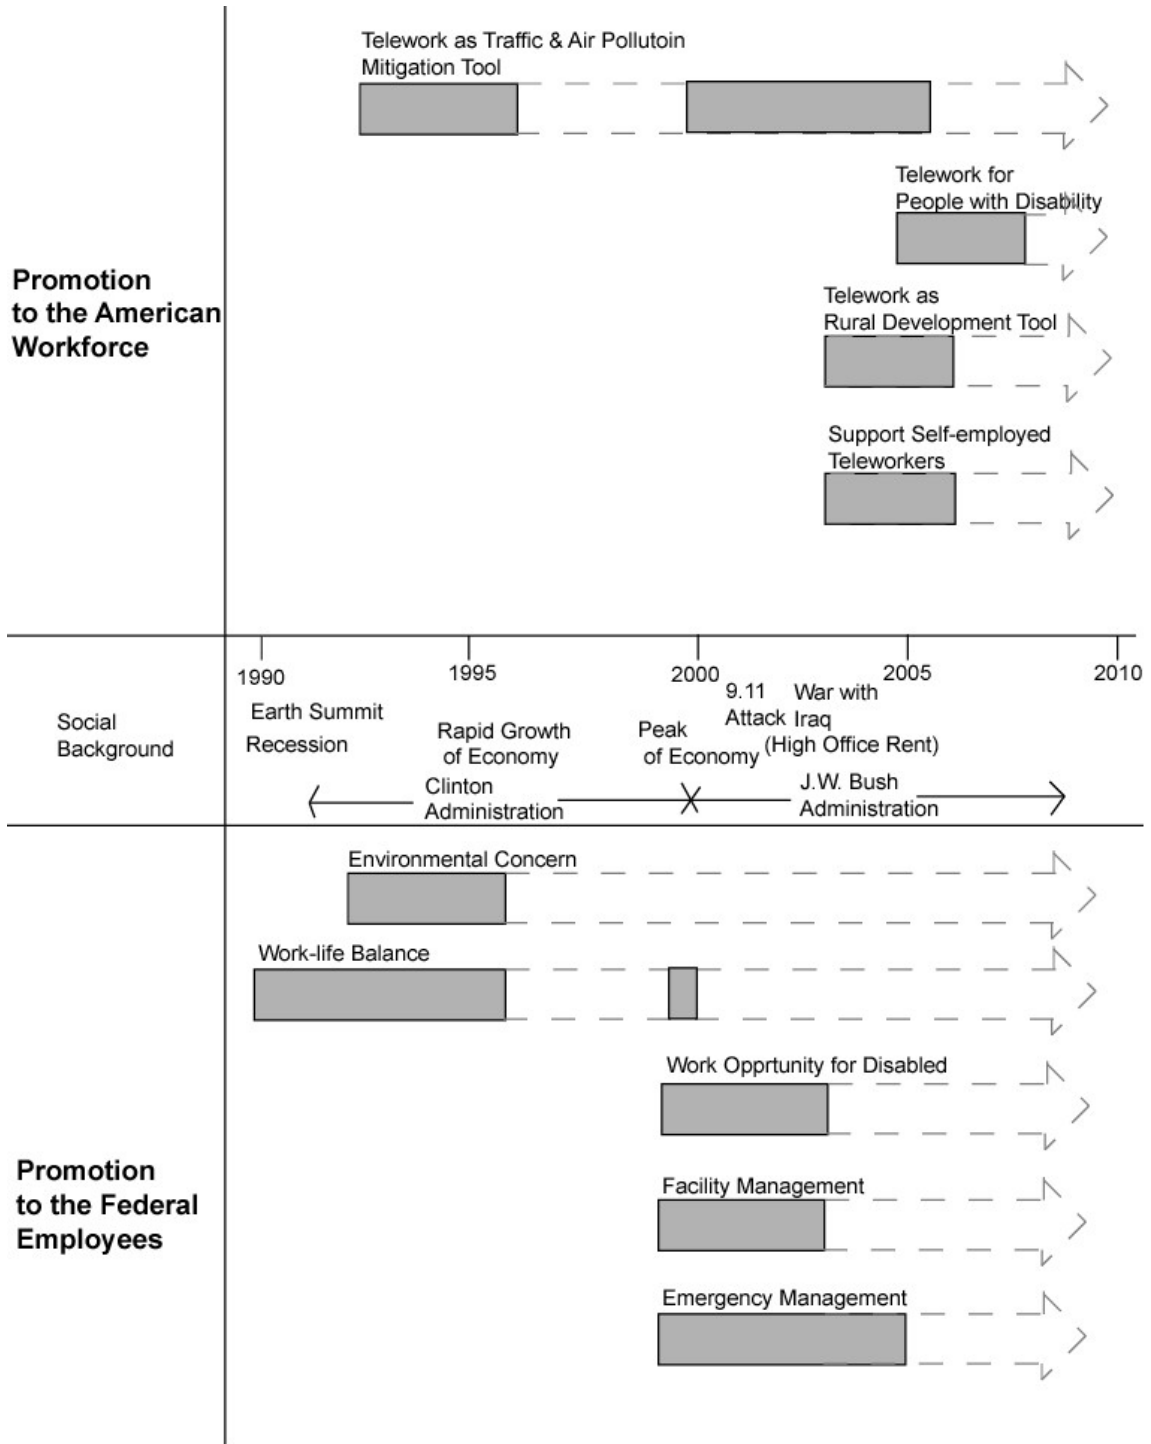 Telework as Traffic & Air Pollutoin
Mitigation Tool
Telework for
People with Disability
Promotion
to the American
Workforce
Telework as
Rural Development Tool
Support Self-employed
Teleworkers
1990
1995
2000
2005
2010
Social
Background
Earth Summit
Recession
Rapid Growth
of Economy
Peak
of Economy
9.11
Attack
War with
Iraq
(High Office Rent)
Clinton
Administration
J.W. Bush
Administration
Environmental Concern
Work-life Balance
Work Opprtunity for Disabled
Promotion
to the Federal
Employees
Facility Management
Emergency Management